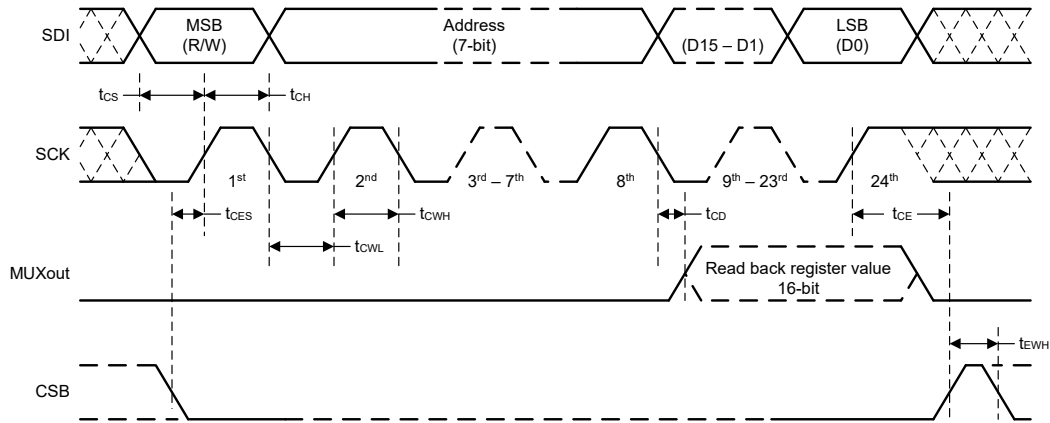 SDI
MSB
(R/W)
Address
(7-bit)
(D15 – D1)
LSB
(D0)
tCS
tCH
SCK
1st
2nd
3rd – 7th
8th
9th – 23rd
24th
tCES
tCWH
tCD
tCE
tCWL
MUXout
Read back register value
16-bit
tEWH
CSB